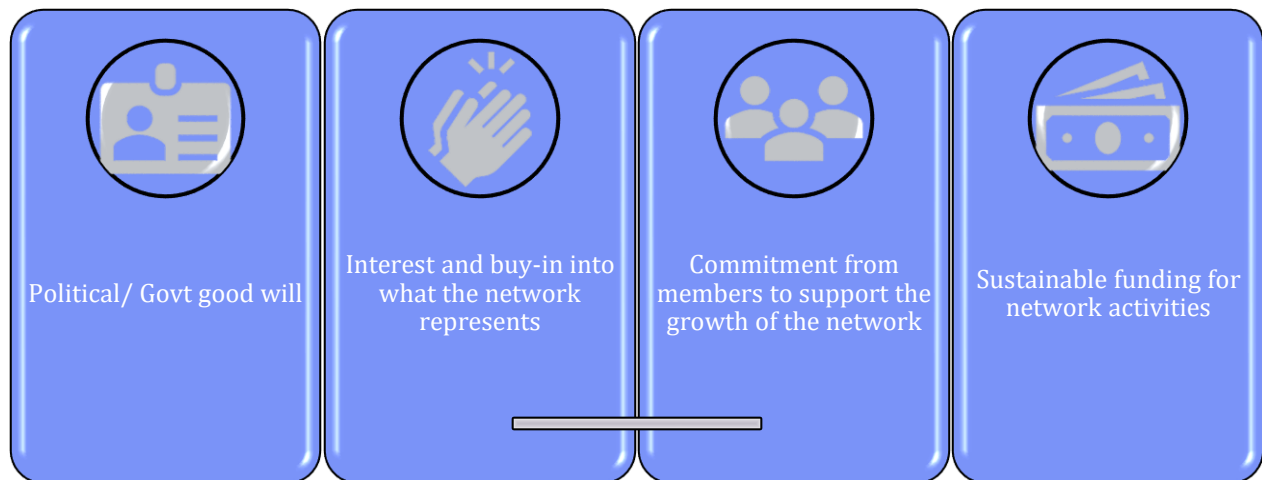 Political/ Govt good will
Interest and buy-in into
what the network
represents
Commitment from
members to support the
growth of the network
Sustainable funding for
network activities